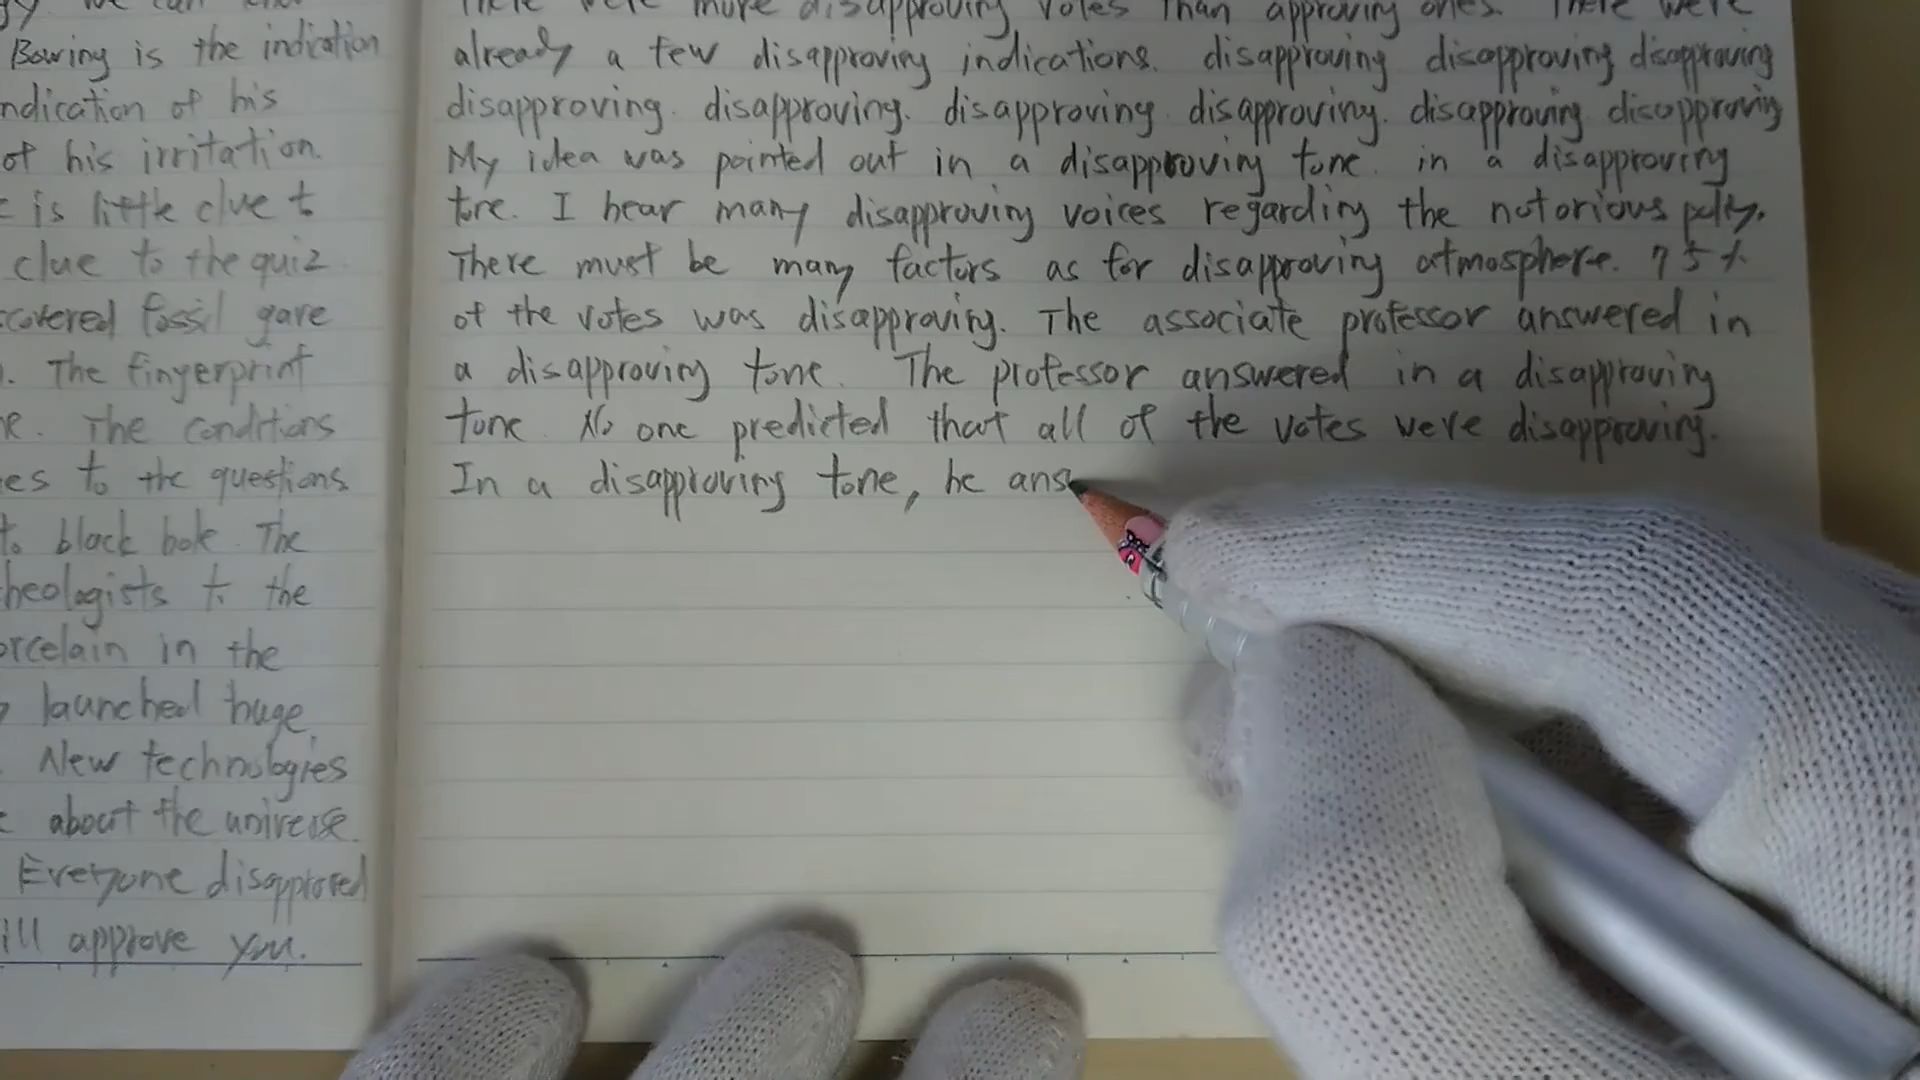 We can
Bowing is the indication
ndication of his
of his irritation.
is little clue t
clue to the quiz
covered fossil gave
. The fingerprint
e. The conditions
es to the questions
to black hole. The
heologists to the
orcelain in the
launched huge
. New technologies
about the universe.
Everyone disapproved
ill approve you.
There were more disapproving votes than approving ones. There were
already a few disapproving indications. disapproving disapproving disapproving
disapproving. disapproving. disapproving. disapproving. disapproving disapproving
My idea was pointed out in a disapproving tone. in a disapproving
tone. I hear many disapproving voices regarding the notorious
There must be many factors as for disapproving atmosphere. 75%
of the votes was disapproving. The associate professor answered in
a disapproving tone. The professor answered in a disapproving
tone. No one predicted that all of the votes were disapproving.
In a disapproving tone, he ans